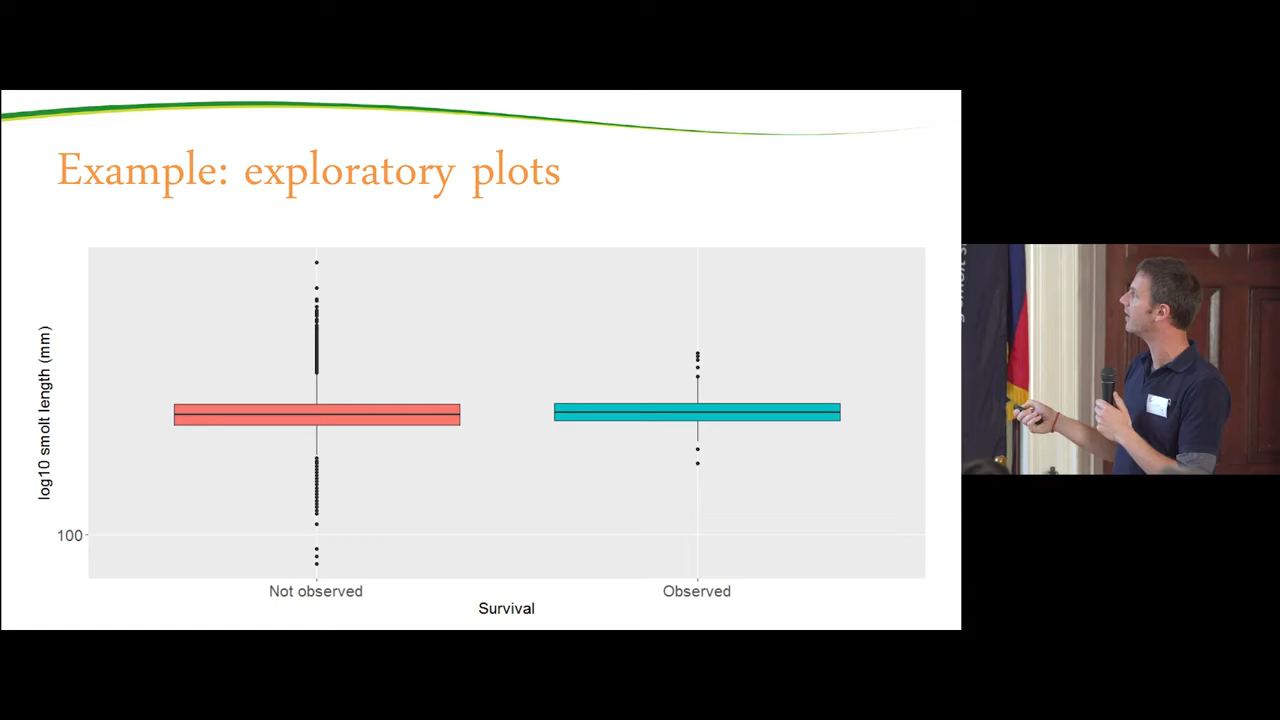 Example: exploratory plots
log10 smolt length (mm)
100
Not observed
Observed
Survival